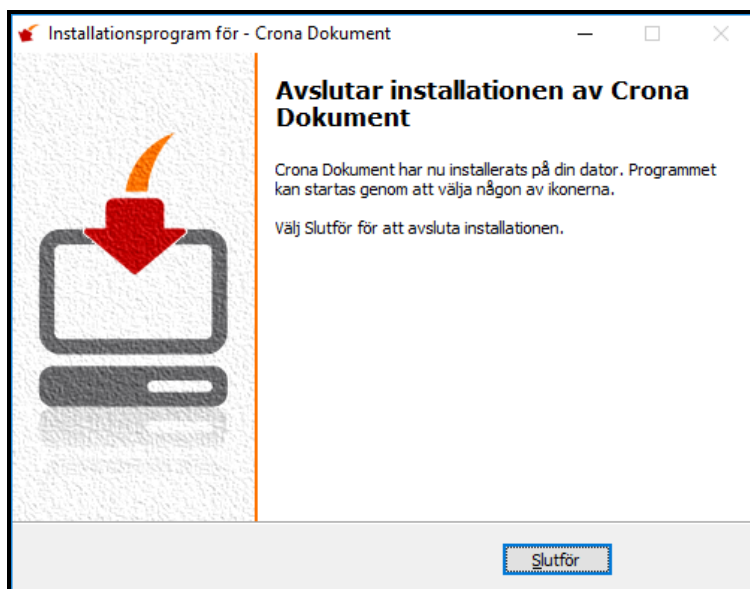 Installationsprogram för - Crona Dokument
Avslutar installationen av Crona
Dokument
Crona Dokument har nu installerats på din dator. Programmet
kan startas genom att välja någon av ikonerna.
Välj Slutför för att avsluta installationen.
Slutför